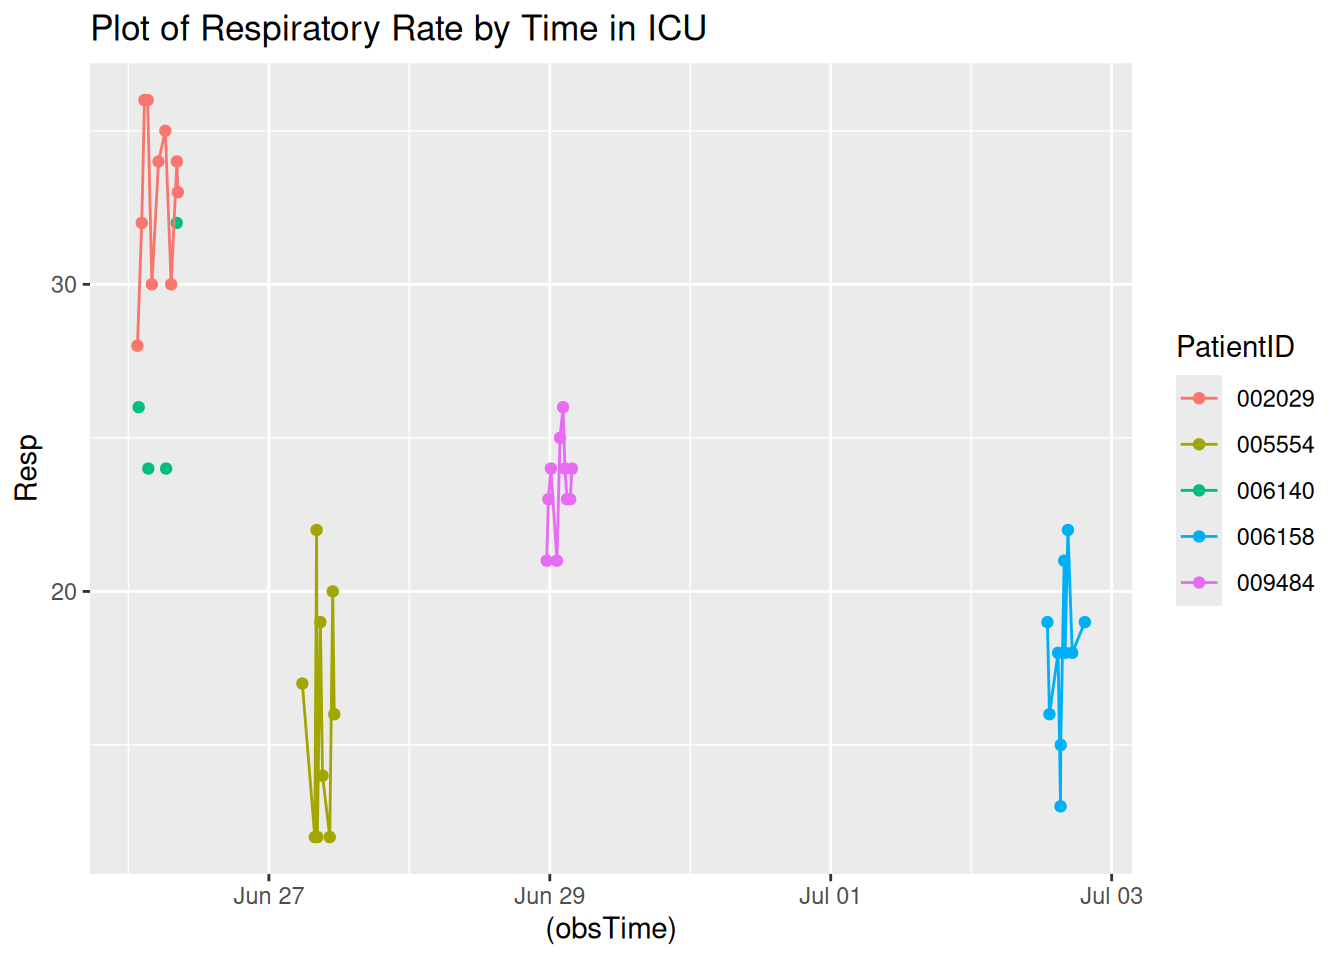 Plot of Respiratory Rate by Time in ICU
Resp
30
20
Jun 27
Jun 29
Jul 01
Jul 03
(obsTime)
PatientID
002029
005554
006140
006158
009484